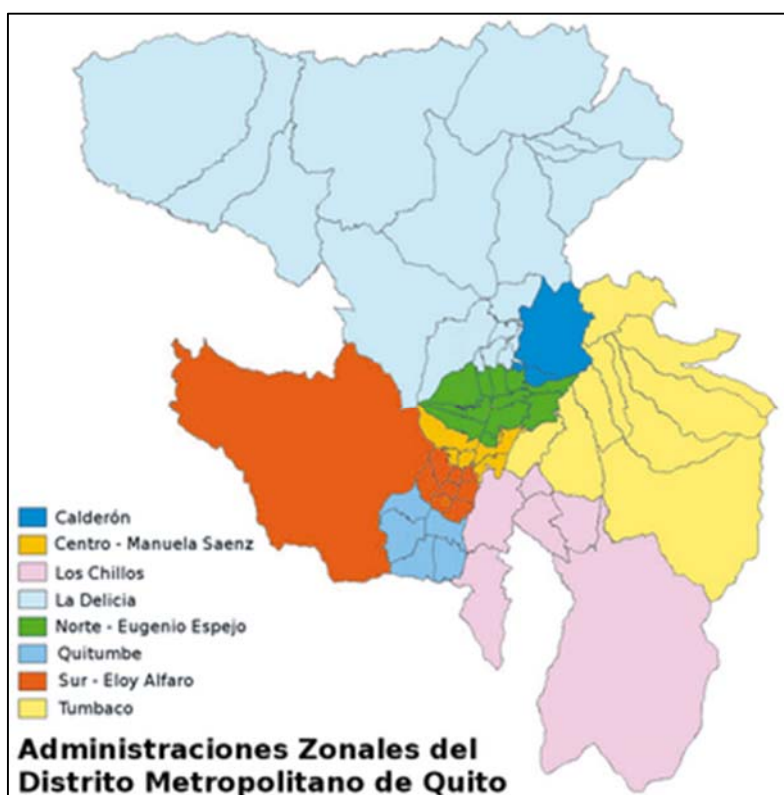 Calderón
Centro - Manuela Saenz
Los Chillos
La Delicia
Norte - Eugenio Espejo
Quitumbe
Sur - Eloy Alfaro
Tumbaco
Administraciones Zonales del
Distrito Metropolitano de Quito